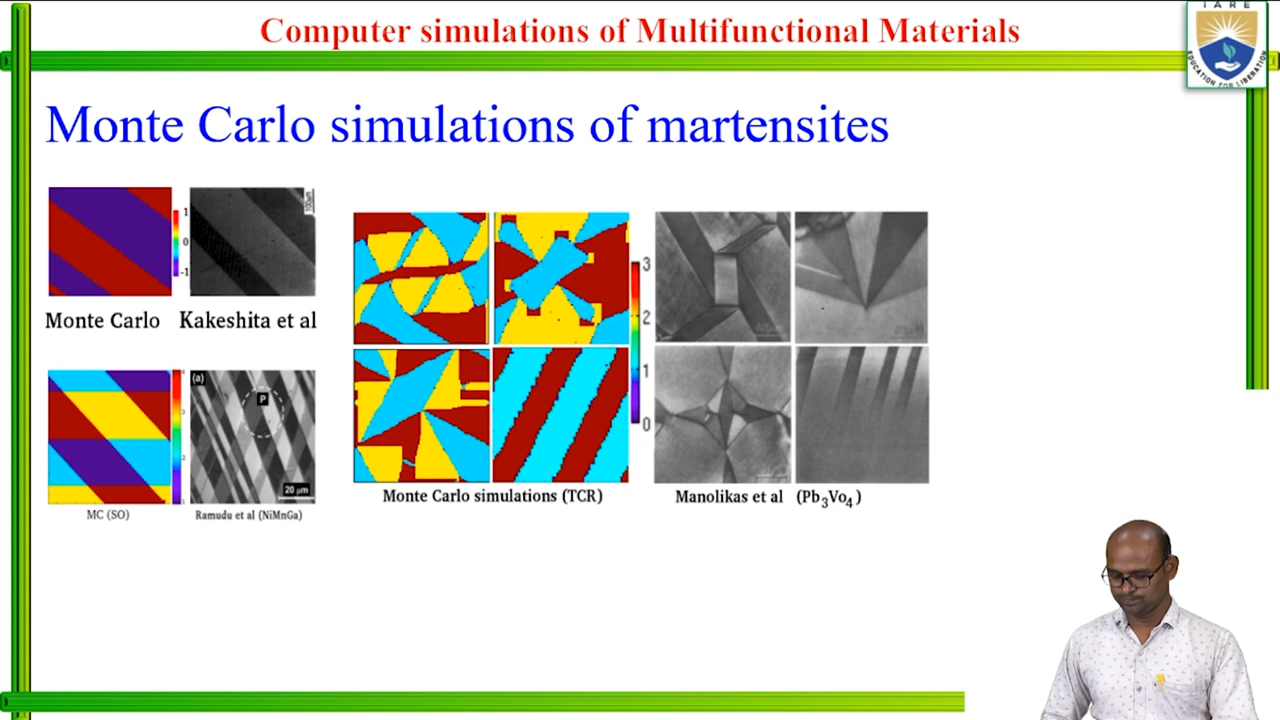 IARE
EDUCATION FOR LIBERATION
Computer simulations of Multifunctional Materials
Monte Carlo simulations of martensites
1
0
-1
Monte Carlo
Kakeshita et al
(a)
P
20 μm
MC (SO)
Ramudu et al (NiMnGa)
3
2
1
0
Monte Carlo simulations (TCR)
Manolikas et al (Pb3Vo4)